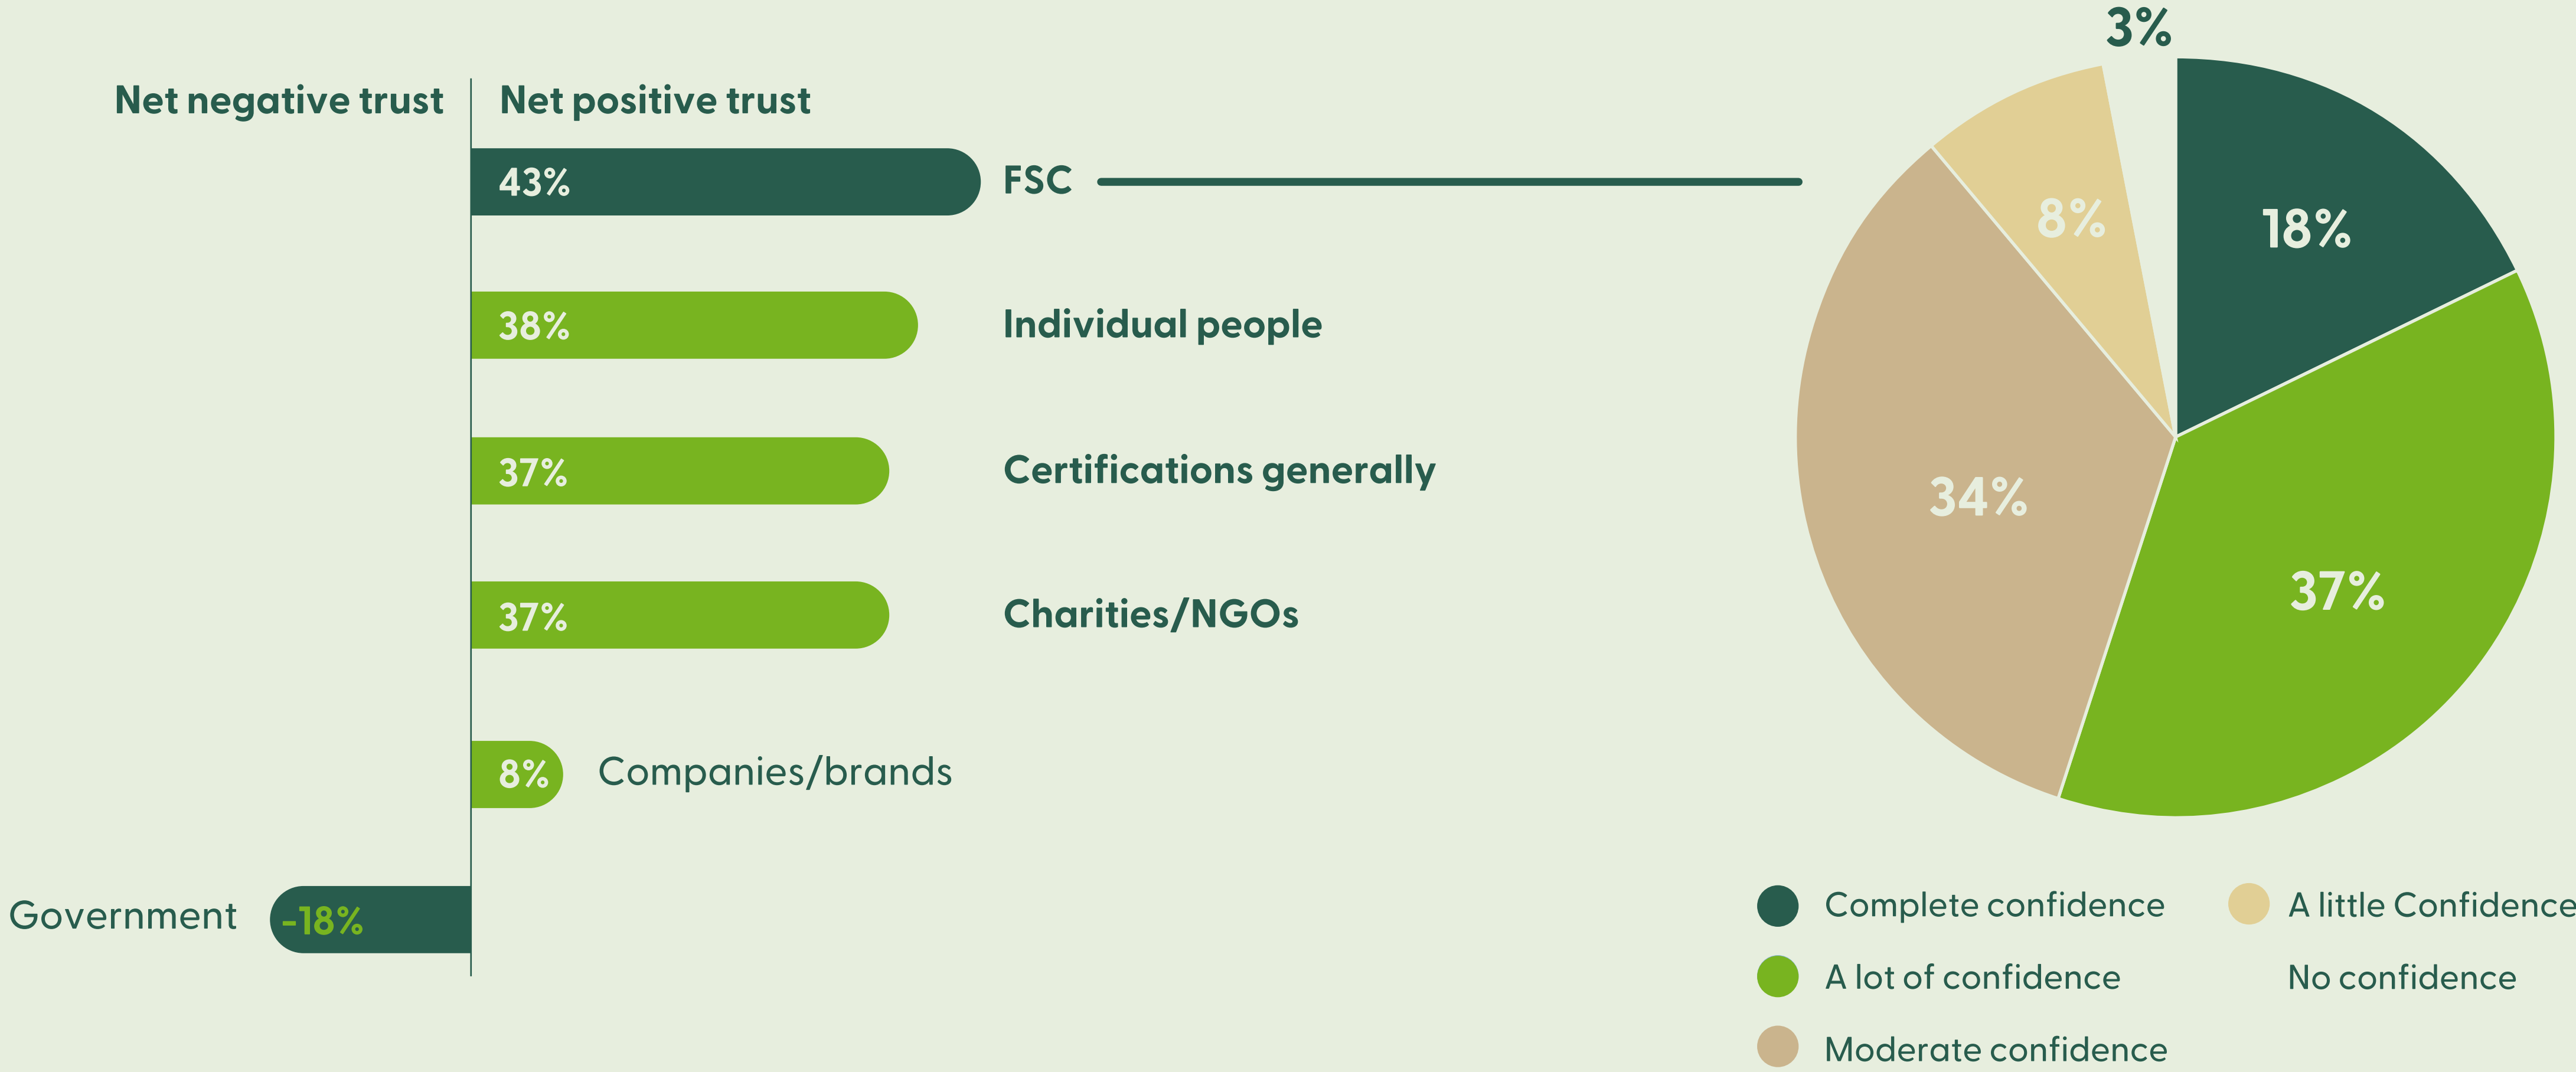 Net negative trust
Net positive trust
43%
FSC
38%
Individual people
37%
Certifications generally
37%
Charities/NGOs
8%
Companies/brands
Government
-18%
3%
8%
18%
34%
37%
Complete confidence
A lot of confidence
Moderate confidence
A little Confidence
No confidence